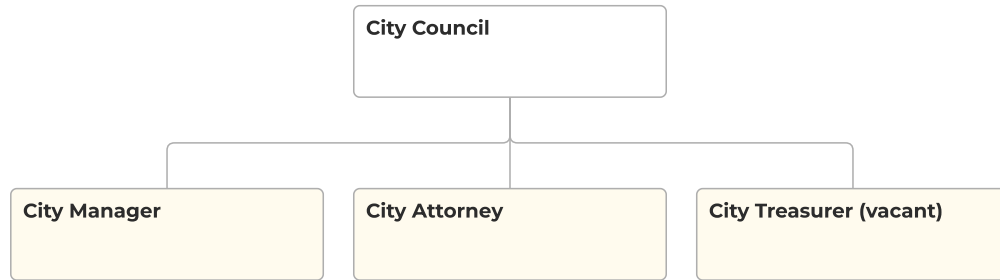 City Council
City Manager
City Attorney
City Treasurer (vacant)